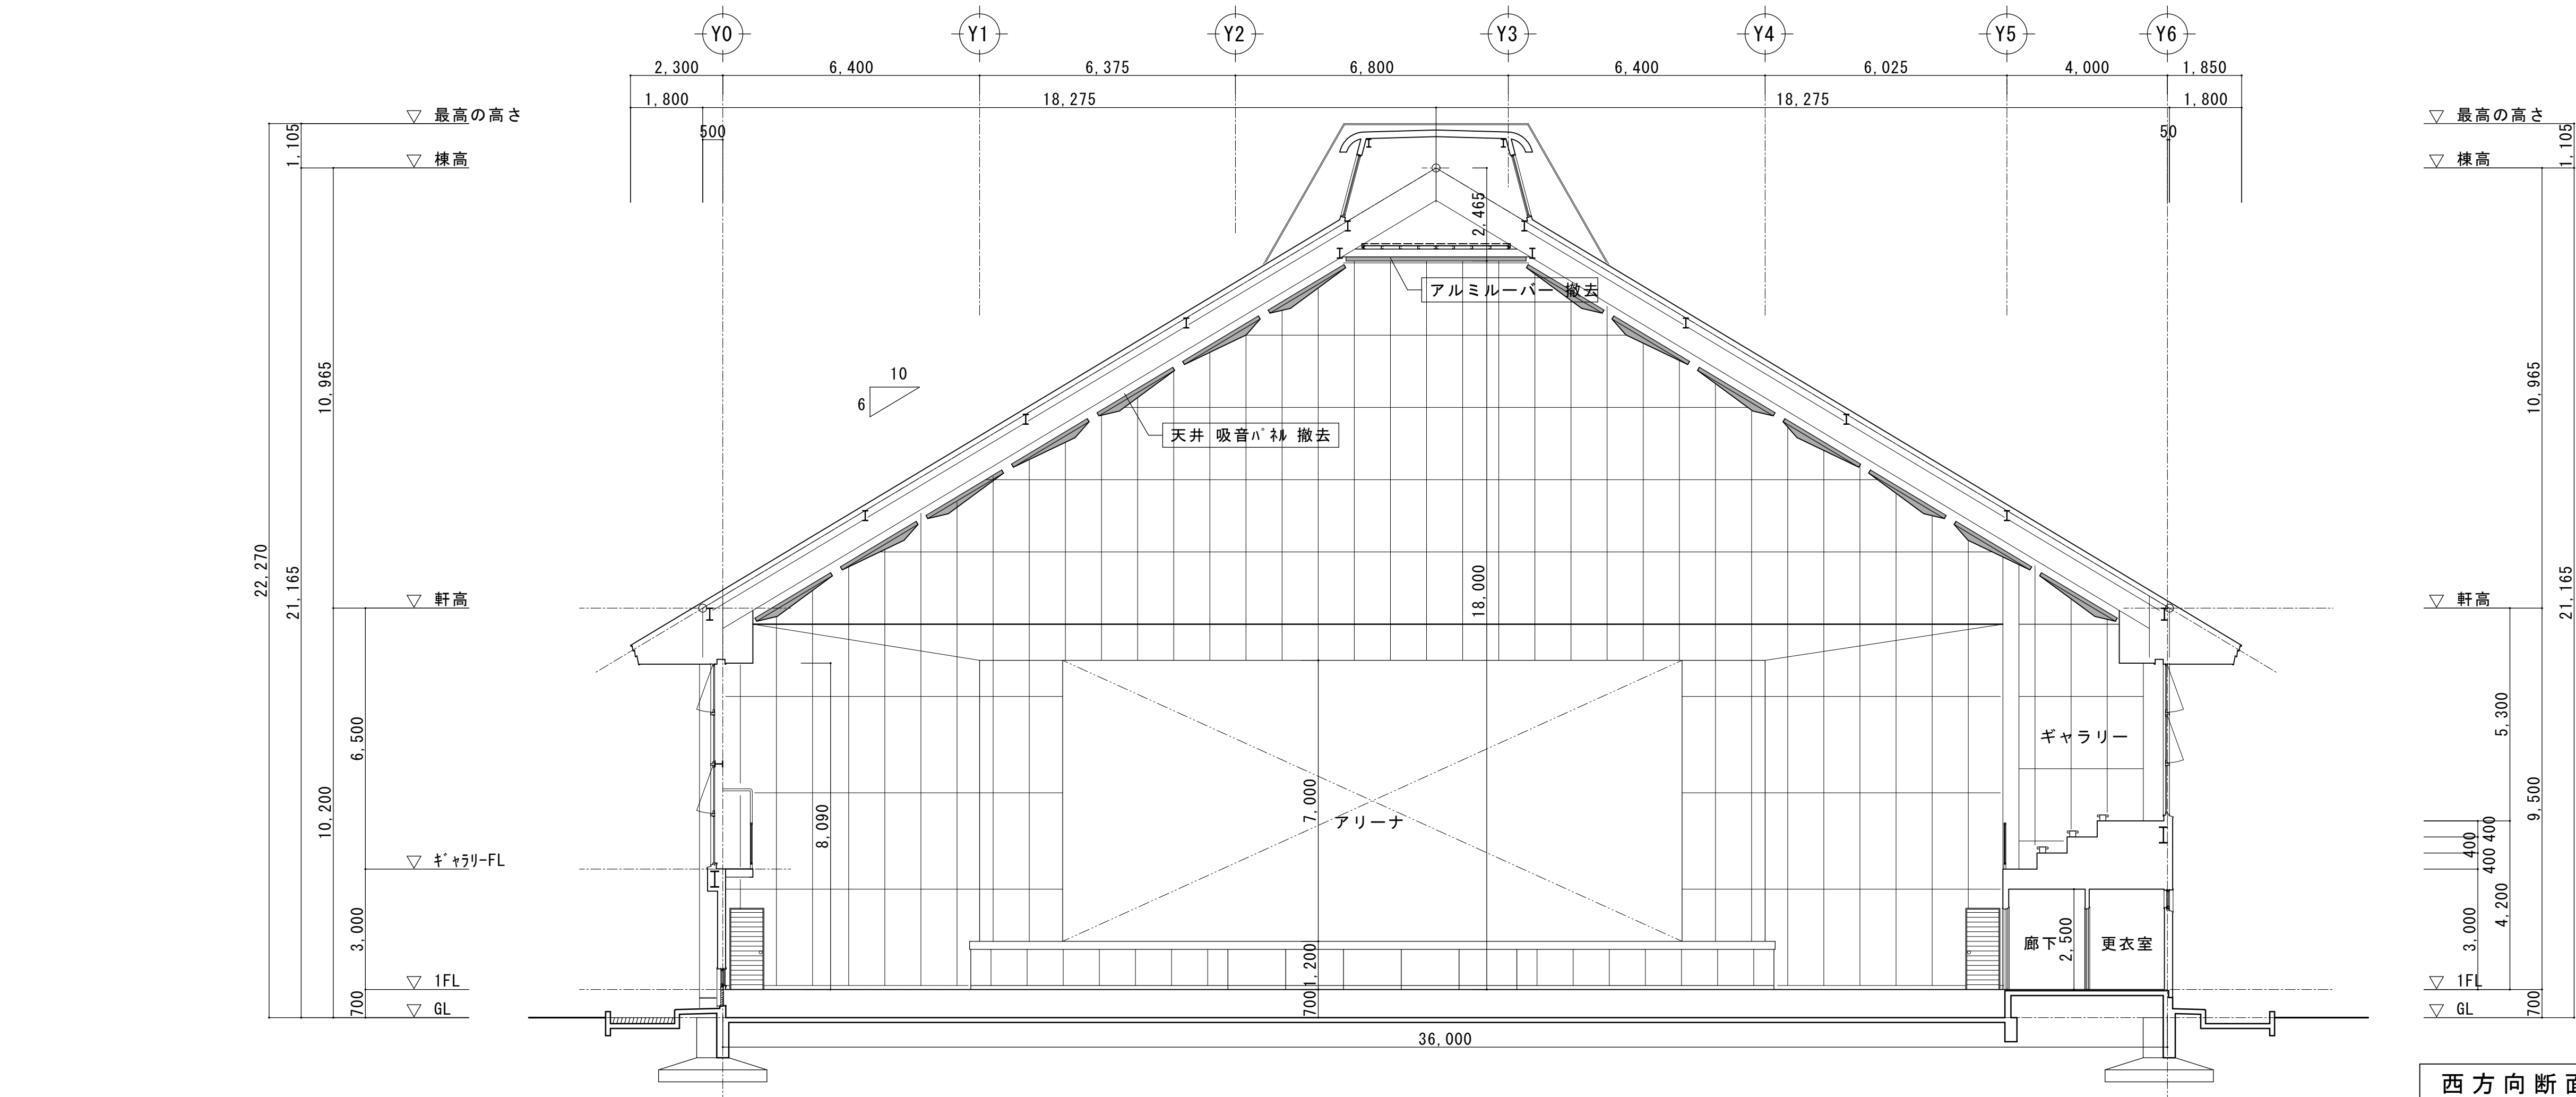 Y0 Y1 Y2 Y3 Y4 Y5 Y6
2,300 6,400 6,375 6,800 6,400 6,025 4,000 1,850
1,800 18,275 18,275 1,800
500 50
▽ 最高の高さ
▽ 棟高
▽ 軒高
▽ ｷﾞｬﾗﾘｰFL
▽ 1FL
▽ GL
22,270
1,105
21,165
10,965
10,200
6,500
3,000
700
10
6
2,465
アルミルーバー 撤去
天井 吸音ﾊﾟﾈﾙ 撤去
18,000
8,090
7,000
アリーナ
1,200
700
36,000
ギャラリー
廊下
2,500
更衣室
▽ 最高の高さ
▽ 棟高
▽ 軒高
▽ 1FL
▽ GL
1,105
21,165
10,965
9,500
5,300
400
400
400
4,200
3,000
700
西方向断